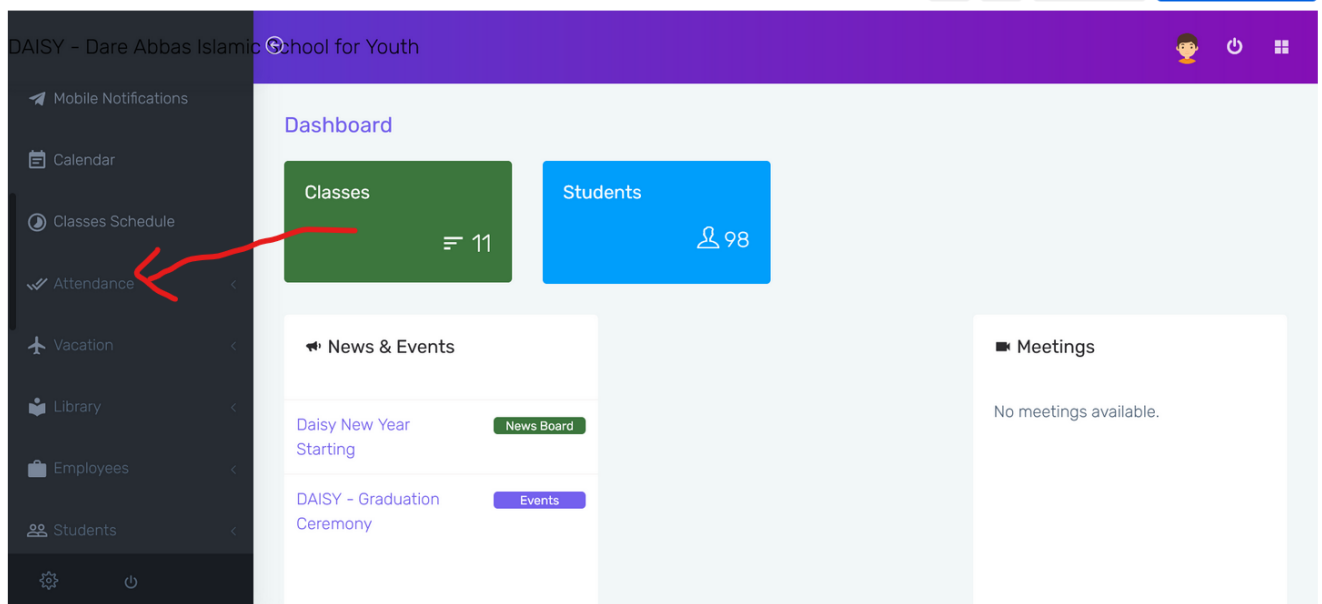 DAISY - Dare Abbas Islamic School for Youth
Mobile Notifications
Calendar
Classes Schedule
Attendance
Vacation
Library
Employees
Students
Dashboard
Classes
11
Students
98
News & Events
Daisy New Year
Starting
News Board
DAISY - Graduation
Ceremony
Events
Meetings
No meetings available.